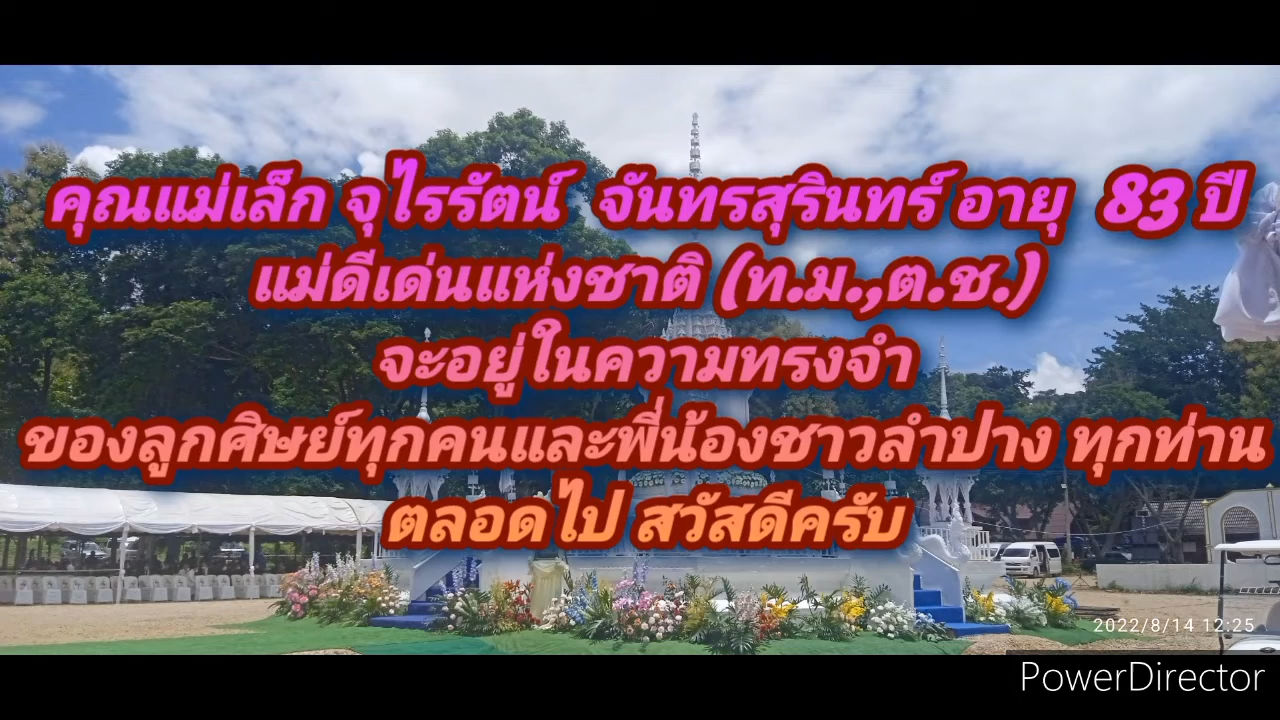 คุณแม่เล็ก จุไรรัตน์ จันทรสุรินทร์ อายุ 83 ปี
แม่ดีเด่นแห่งชาติ (ท.ม.,ต.ช.)
จะอยู่ในความทรงจำ
ของลูกศิษย์ทุกคนและพี่น้องชาวลำปาง ทุกท่าน
ตลอดไป สวัสดีครับ
2022/8/14 12:25
PowerDirector